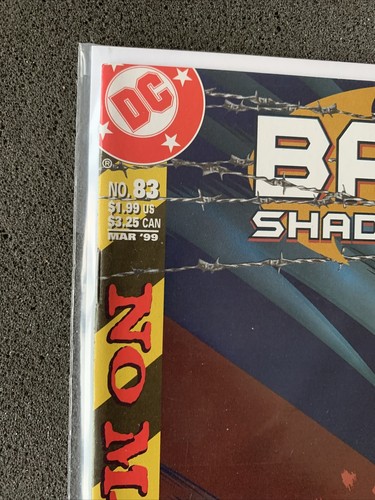 DC
®
NO. 83
$1.99 US
$3.25 CAN
MAR '99
BA
SHAD
NO M